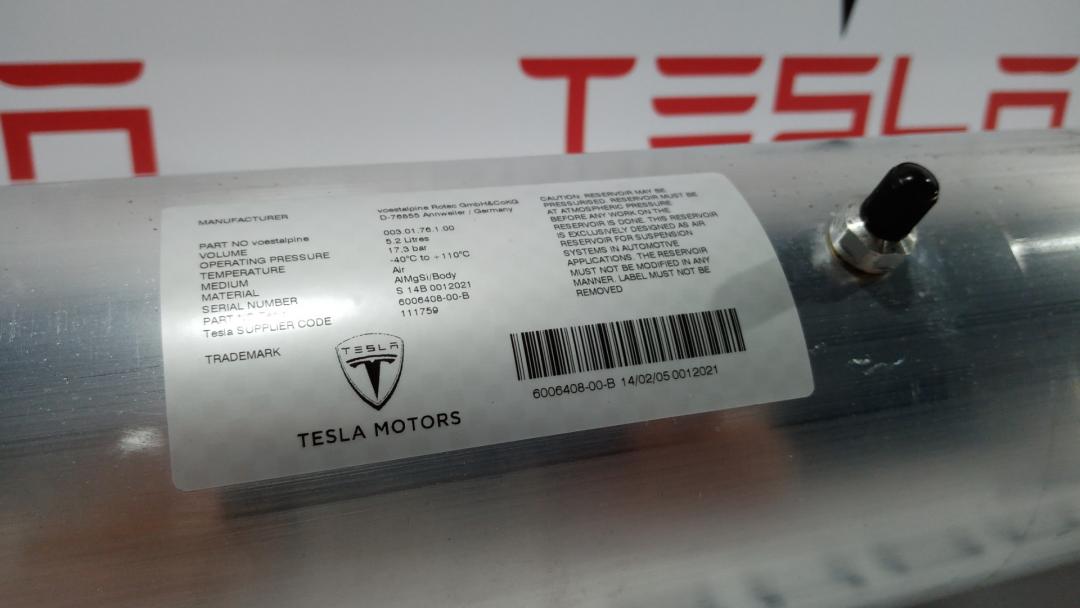 TESLA
MANUFACTURER voestalpine Rotec GmbH&CoKG
D-76855 Annweiler / Germany
PART NO voestalpine 003.01.76.1.00
VOLUME 5.2 Litres
OPERATING PRESSURE 17,3 bar
TEMPERATURE -40°C to +110°C
MEDIUM Air
MATERIAL AlMgSi/Body
SERIAL NUMBER S 14B 0012021
PART 6006408-00-B
Tesla SUPPLIER CODE 111759
TRADEMARK
TESLA
TESLA MOTORS
CAUTION: RESERVOIR MAY BE
PRESSURISED. RESERVOIR MUST BE
AT ATMOSPHERIC PRESSURE
BEFORE ANY WORK ON THE
RESERVOIR IS DONE. THIS RESERVOIR
IS EXCLUSIVELY DESIGNED AS AIR
RESERVOIR FOR SUSPENSION
SYSTEMS IN AUTOMOTIVE
APPLICATIONS. THE RESERVOIR
MUST NOT BE MODIFIED IN ANY
MANNER. LABEL MUST NOT BE
REMOVED
6006408-00-B 14/02/05 0012021